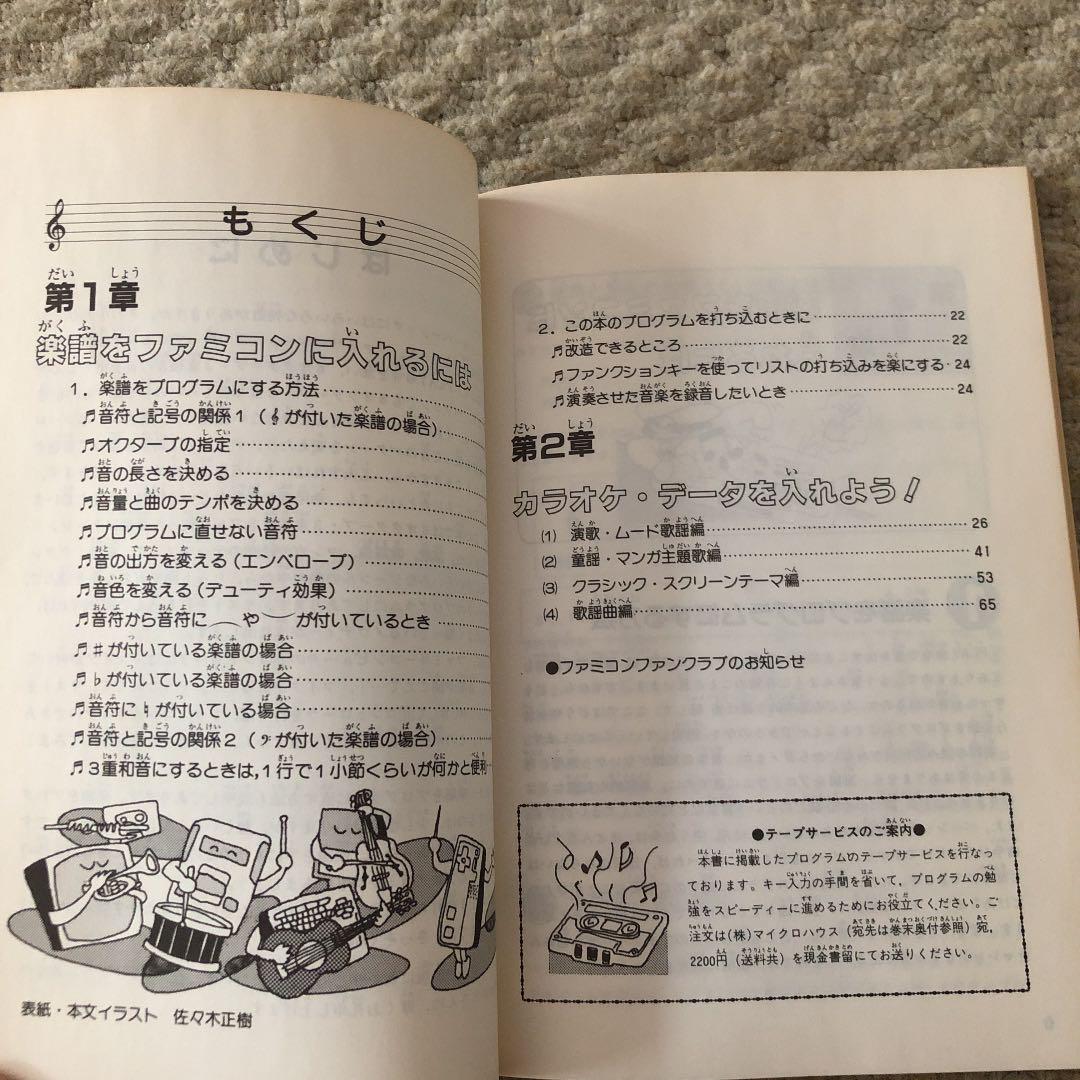 もくじ
第1章
楽譜をファミコンに入れるには
1．楽譜をプログラムにする方法
♬音符と記号の関係1（𝄞が付いた楽譜の場合）
♬オクターブの指定
♬音の長さを決める
♬音量と曲のテンポを決める
♬プログラムに直せない音符
♬音の出方を変える（エンベロープ）
♬音色を変える（デューティ効果）
♬音符から音符に⌒や‿が付いているとき
♬♯が付いている楽譜の場合
♬♭が付いている楽譜の場合
♬音符に♮が付いている場合
♬音符と記号の関係2（𝄢が付いた楽譜の場合）
♬3重和音にするときは，1行で1小節くらいが何かと便利
表紙・本文イラスト　佐々木正樹
2．この本のプログラムを打ち込むときに 22
♬改造できるところ 22
♬ファンクションキーを使ってリストの打ち込みを楽にする 24
♬演奏させた音楽を録音したいとき 24
第2章
カラオケ・データを入れよう！
(1) 演歌・ムード歌謡編 26
(2) 童謡・マンガ主題歌編 41
(3) クラシック・スクリーンテーマ編 53
(4) 歌謡曲編 65
●ファミコンファンクラブのお知らせ
●テープサービスのご案内●
本書に掲載したプログラムのテープサービスを行なっ
ております。キー入力の手間を省いて，プログラムの勉
強をスピーディーに進めるためにお役立てください。ご
注文は(株)マイクロハウス（宛先は巻末奥付参照）宛，
2200円（送料共）を現金書留にてお送りください。